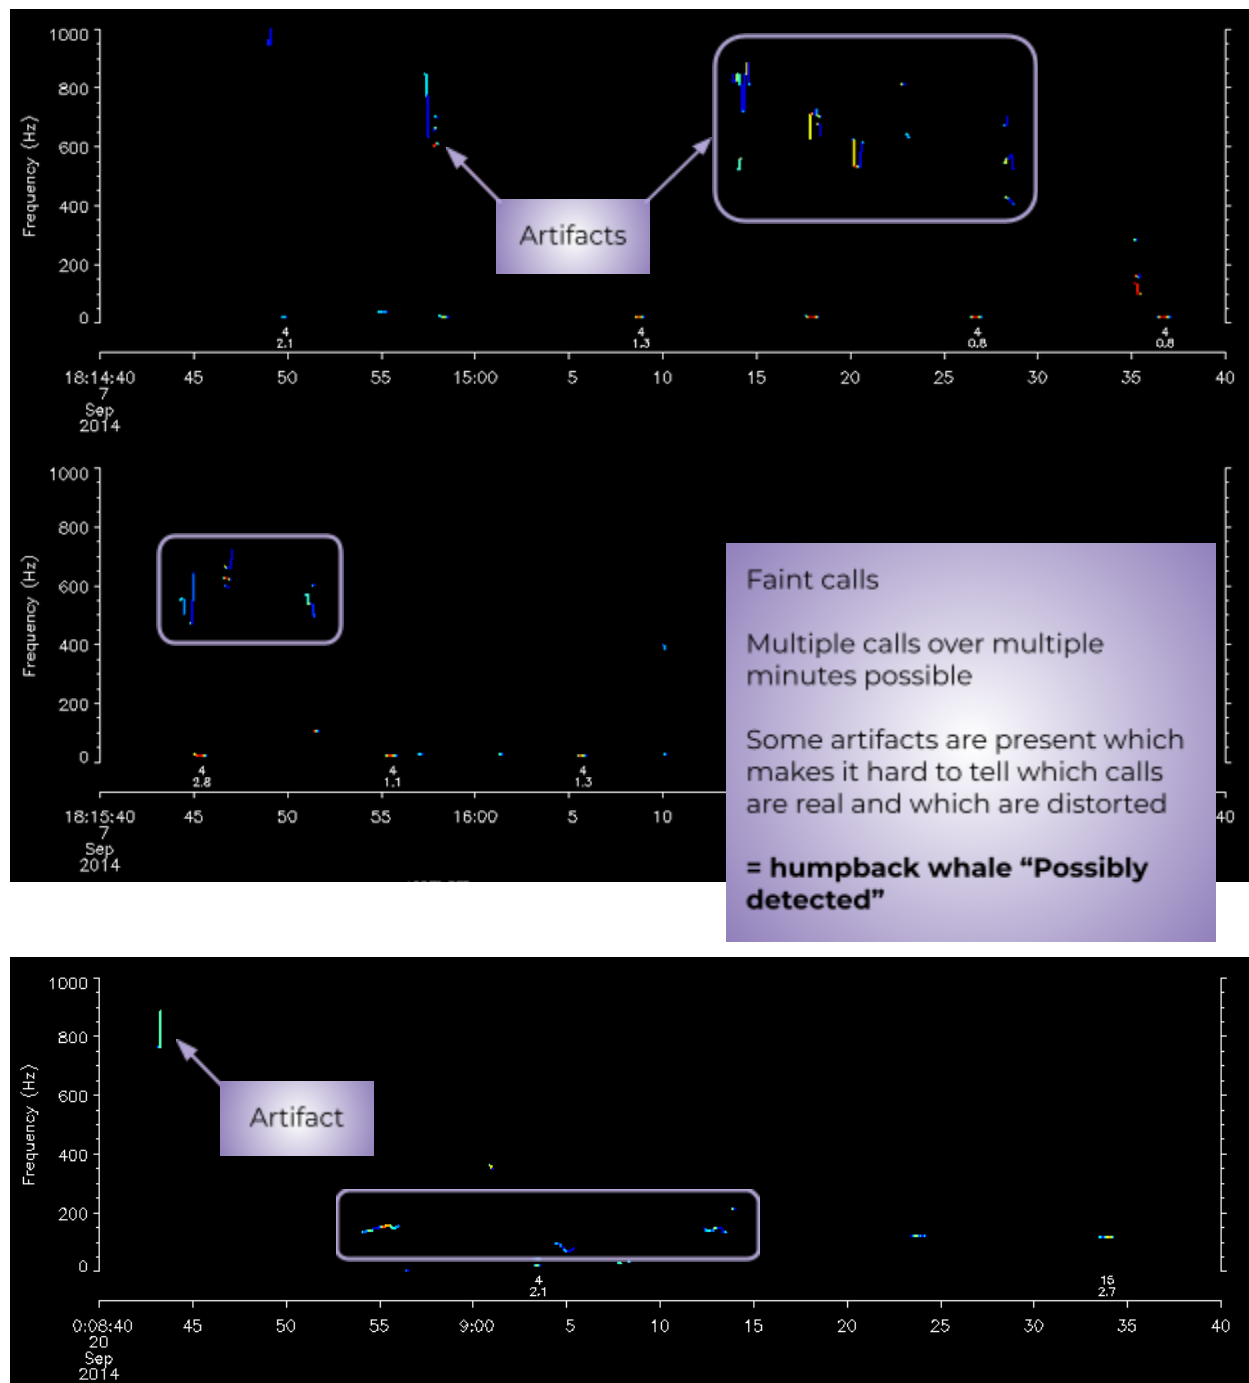 1000
800
600
400
200
0
Frequency (Hz)
Artifacts
4
2.1
4
1.3
4
0.8
4
0.8
18:14:40 45 50 55 15:00 5 10 15 20 25 30 35 40
7
Sep
2014
1000
800
600
400
200
0
Frequency (Hz)
4
2.8
4
1.1
4
1.3
18:15:40 45 50 55 16:00 5 10 40
7
Sep
2014
Faint calls
Multiple calls over multiple
minutes possible
Some artifacts are present which
makes it hard to tell which calls
are real and which are distorted
= humpback whale “Possibly
detected”
1000
800
600
400
200
0
Frequency (Hz)
Artifact
4
2.1
15
2.7
0:08:40 45 50 55 9:00 5 10 15 20 25 30 35 40
20
Sep
2014